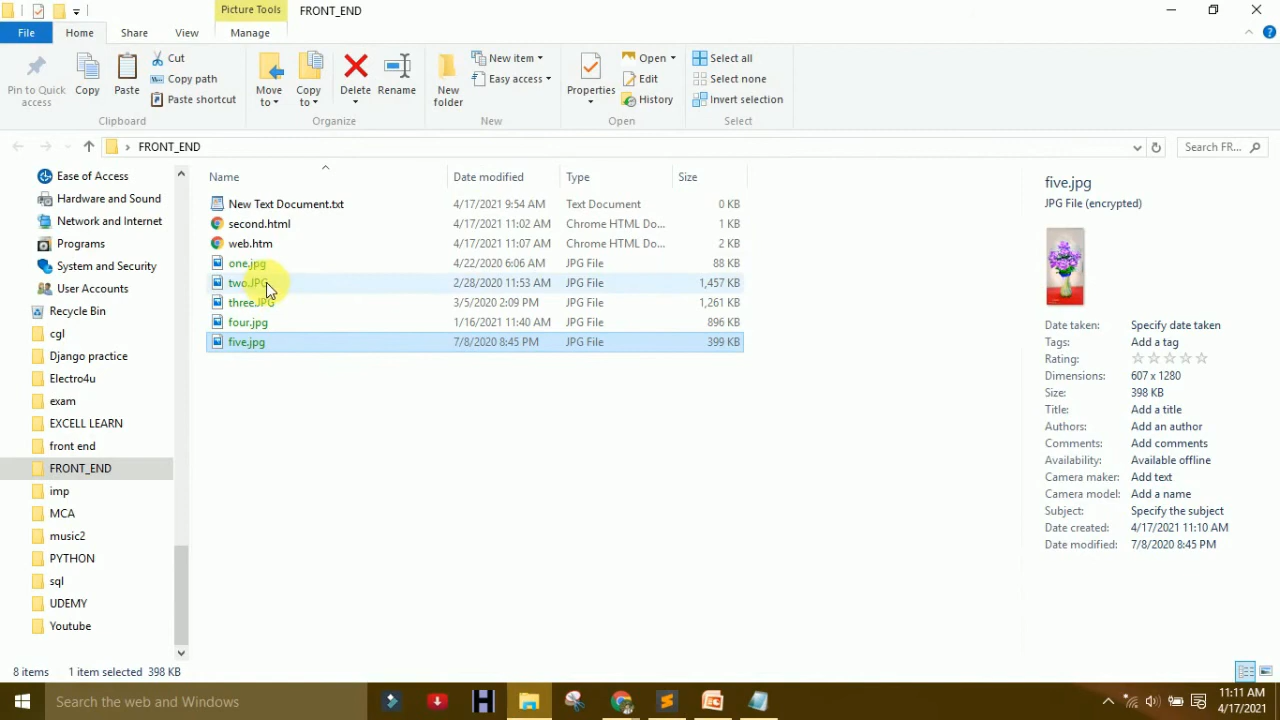 Picture Tools FRONT_END
File Home Share View Manage
Pin to Quick access
Copy
Paste
Cut
Copy path
Paste shortcut
Move to
Copy to
Delete
Rename
New folder
New item
Easy access
Properties
Open
Edit
History
Select all
Select none
Invert selection
Clipboard Organize New Open Select
FRONT_END
Search FR...
Ease of Access
Hardware and Sound
Network and Internet
Programs
System and Security
User Accounts
Recycle Bin
cgl
Django practice
Electro4u
exam
EXCELL LEARN
front end
FRONT_END
imp
MCA
music2
PYTHON
sql
UDEMY
Youtube
Name Date modified Type Size
New Text Document.txt 4/17/2021 9:54 AM Text Document 0 KB
second.html 4/17/2021 11:02 AM Chrome HTML Do... 1 KB
web.htm 4/17/2021 11:07 AM Chrome HTML Do... 2 KB
one.jpg 4/22/2020 6:06 AM JPG File 88 KB
two.JPG 2/28/2020 11:53 AM JPG File 1,457 KB
three.JPG 3/5/2020 2:09 PM JPG File 1,261 KB
four.jpg 1/16/2021 11:40 AM JPG File 896 KB
five.jpg 7/8/2020 8:45 PM JPG File 399 KB
five.jpg
JPG File (encrypted)
Date taken: Specify date taken
Tags: Add a tag
Rating:
Dimensions: 607 x 1280
Size: 398 KB
Title: Add a title
Authors: Add an author
Comments: Add comments
Availability: Available offline
Camera maker: Add text
Camera model: Add a name
Subject: Specify the subject
Date created: 4/17/2021 11:10 AM
Date modified: 7/8/2020 8:45 PM
8 items 1 item selected 398 KB
Search the web and Windows
11:11 AM
4/17/2021